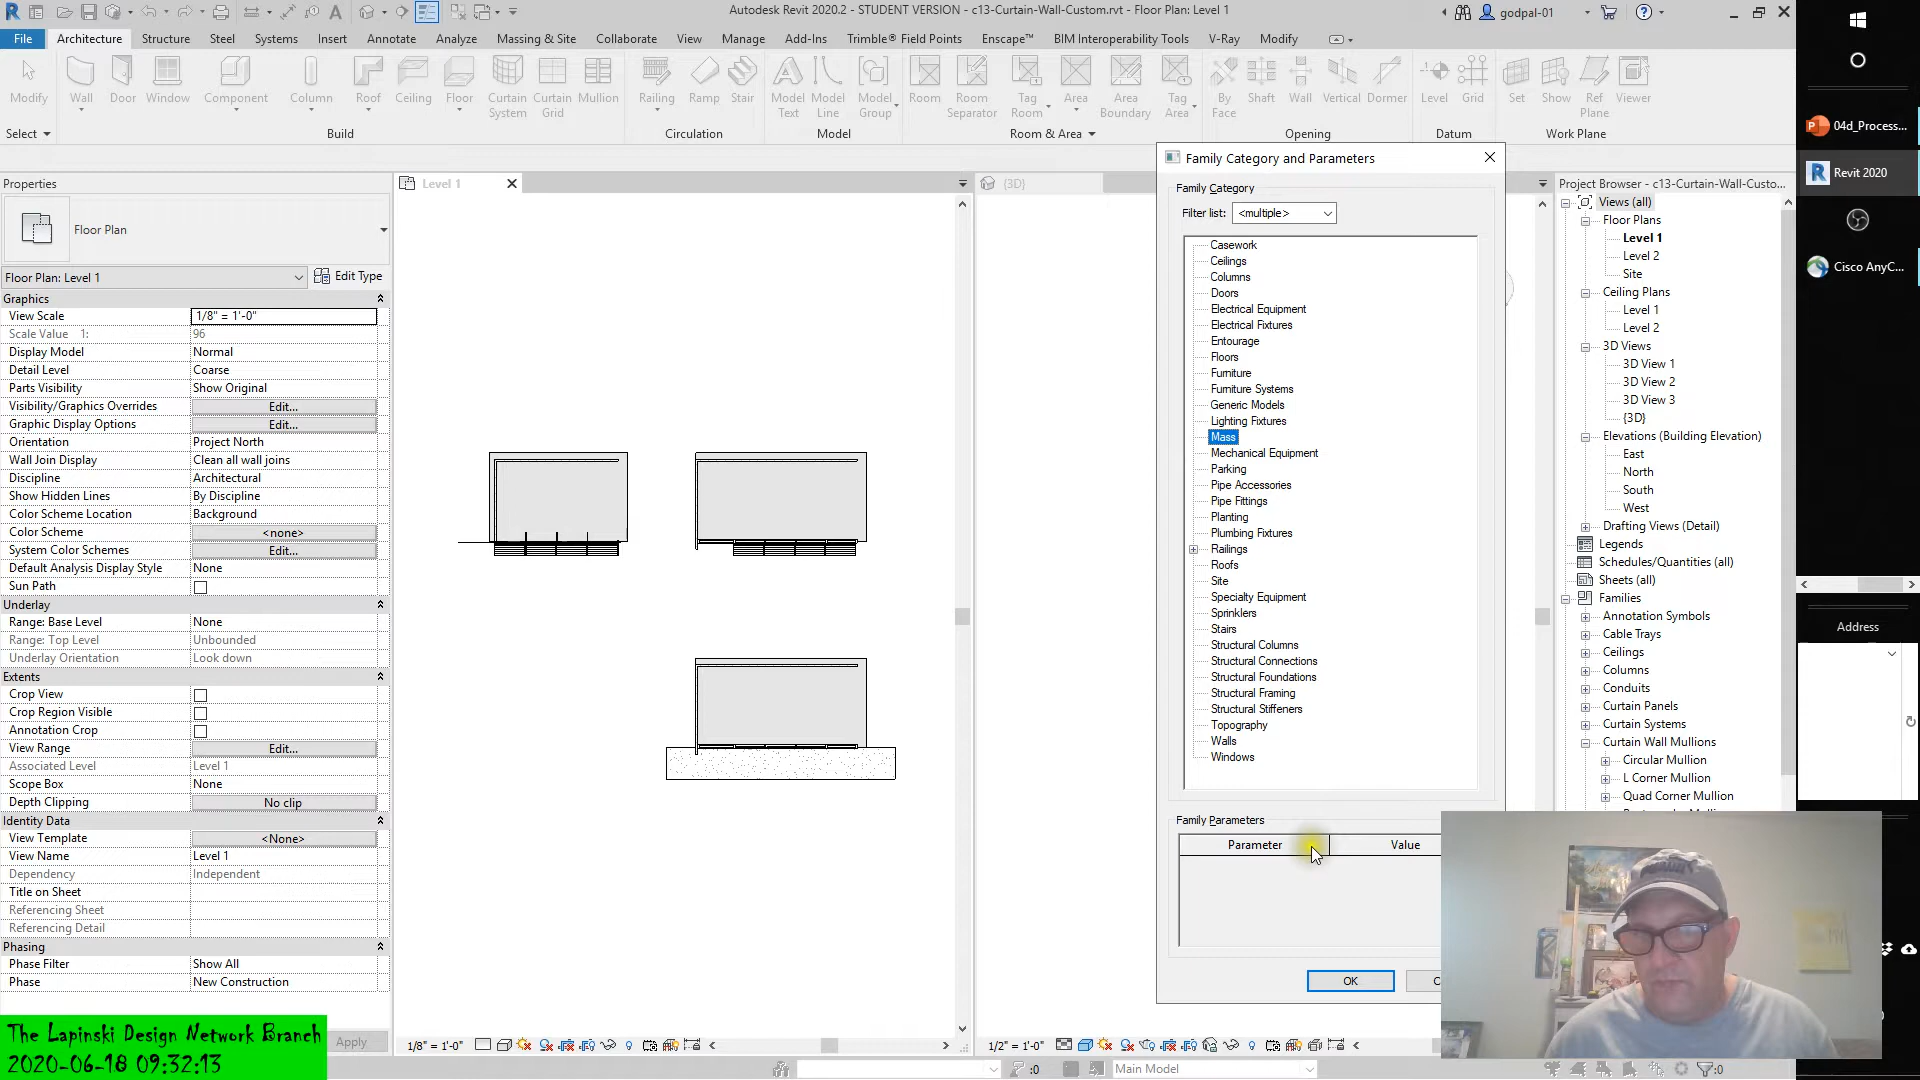 Autodesk Revit 2020.2 - STUDENT VERSION - c13-Curtain-Wall-Custom.rvt - Floor Plan: Level 1
godpal-01
File Architecture Structure Steel Systems Insert Annotate Analyze Massing & Site Collaborate View Manage Add-Ins Trimble® Field Points Enscape™ BIM Interoperability Tools V-Ray Modify
Modify Wall Door Window Component Column Roof Ceiling Floor Curtain System Curtain Grid Mullion Railing Ramp Stair Model Text Model Line Model Group Room Room Separator Tag Room Area Area Boundary Tag Area By Face Shaft Wall Vertical Dormer Level Grid Set Show Ref Plane Viewer
Select Build Circulation Model Room & Area Opening Datum Work Plane
Properties
Floor Plan
Floor Plan: Level 1 Edit Type
Graphics
View Scale 1/8" = 1'-0"
Scale Value 1: 96
Display Model Normal
Detail Level Coarse
Parts Visibility Show Original
Visibility/Graphics Overrides Edit...
Graphic Display Options Edit...
Orientation Project North
Wall Join Display Clean all wall joins
Discipline Architectural
Show Hidden Lines By Discipline
Color Scheme Location Background
Color Scheme <none>
System Color Schemes Edit...
Default Analysis Display Style None
Sun Path
Underlay
Range: Base Level None
Range: Top Level Unbounded
Underlay Orientation Look down
Extents
Crop View
Crop Region Visible
Annotation Crop
View Range Edit...
Associated Level Level 1
Scope Box None
Depth Clipping No clip
Identity Data
View Template <None>
View Name Level 1
Dependency Independent
Title on Sheet
Referencing Sheet
Referencing Detail
Phasing
Phase Filter Show All
Phase New Construction
Apply
The Lapinski Design Network Branch
2020-06-18 09:32:13
Level 1
{3D}
1/8" = 1'-0"
1/2" = 1'-0"
:0
Main Model
:0
Family Category and Parameters
Family Category
Filter list: <multiple>
Casework
Ceilings
Columns
Doors
Electrical Equipment
Electrical Fixtures
Entourage
Floors
Furniture
Furniture Systems
Generic Models
Lighting Fixtures
Mass
Mechanical Equipment
Parking
Pipe Accessories
Pipe Fittings
Planting
Plumbing Fixtures
Railings
Roofs
Site
Specialty Equipment
Sprinklers
Stairs
Structural Columns
Structural Connections
Structural Foundations
Structural Framing
Structural Stiffeners
Topography
Walls
Windows
Family Parameters
Parameter Value
OK
Project Browser - c13-Curtain-Wall-Custo...
Views (all)
Floor Plans
Level 1
Level 2
Site
Ceiling Plans
Level 1
Level 2
3D Views
3D View 1
3D View 2
3D View 3
{3D}
Elevations (Building Elevation)
East
North
South
West
Drafting Views (Detail)
Legends
Schedules/Quantities (all)
Sheets (all)
Families
Annotation Symbols
Cable Trays
Ceilings
Columns
Conduits
Curtain Panels
Curtain Systems
Curtain Wall Mullions
Circular Mullion
L Corner Mullion
Quad Corner Mullion
04d_Process...
Revit 2020
Cisco AnyC...
Address